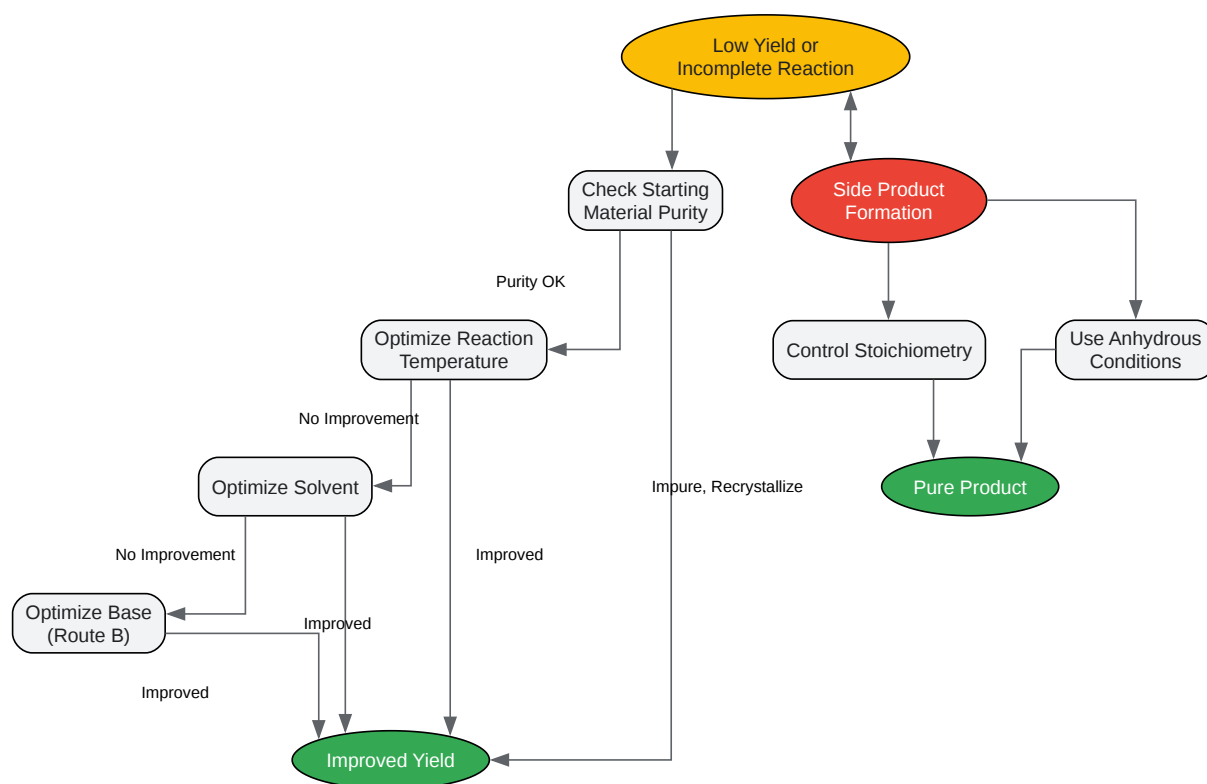 Low Yield or
Incomplete Reaction
Check Starting
Material Purity
Side Product
Formation
Purity OK
Optimize Reaction
Temperature
Control Stoichiometry
Use Anhydrous
Conditions
No Improvement
Optimize Solvent
Impure, Recrystallize
Pure Product
No Improvement
Improved
Optimize Base
(Route B)
Improved
Improved
Improved Yield